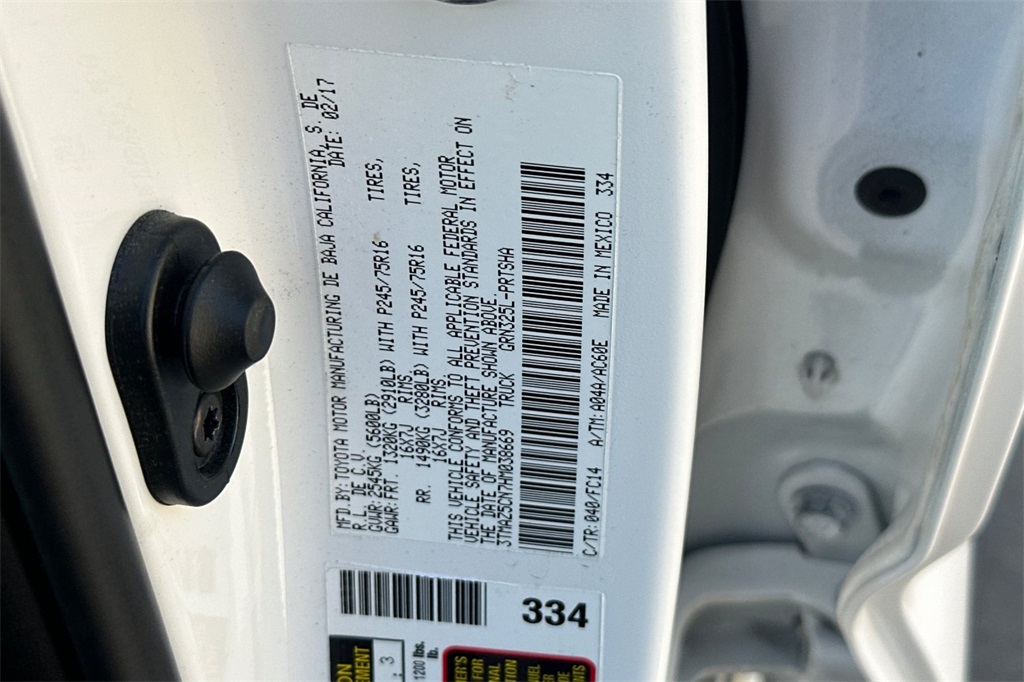 MFD.BY:TOYOTA MOTOR MANUFACTURING DE BAJA CALIFORNIA, S. DE
R.L. DE C.V. DATE: 02/17
GVWR:2545KG (5600LB)
GAWR:FRT. 1320KG (2910LB) WITH P245/75R16 TIRES,
16X7J RIMS
RR. 1490KG (3280LB) WITH P245/75R16 TIRES,
16X7J RIMS
THIS VEHICLE CONFORMS TO ALL APPLICABLE FEDERAL MOTOR
VEHICLE SAFETY AND THEFT PREVENTION STANDARDS IN EFFECT ON
THE DATE OF MANUFACTURE SHOWN ABOVE.
3TMAZ5CN7HM038669 TRUCK GRN325L-PRTSHA
C/TR:040/FC14 A/TM:A04A/AC60E MADE IN MEXICO 334
334
3
1200 lbs.
lb.